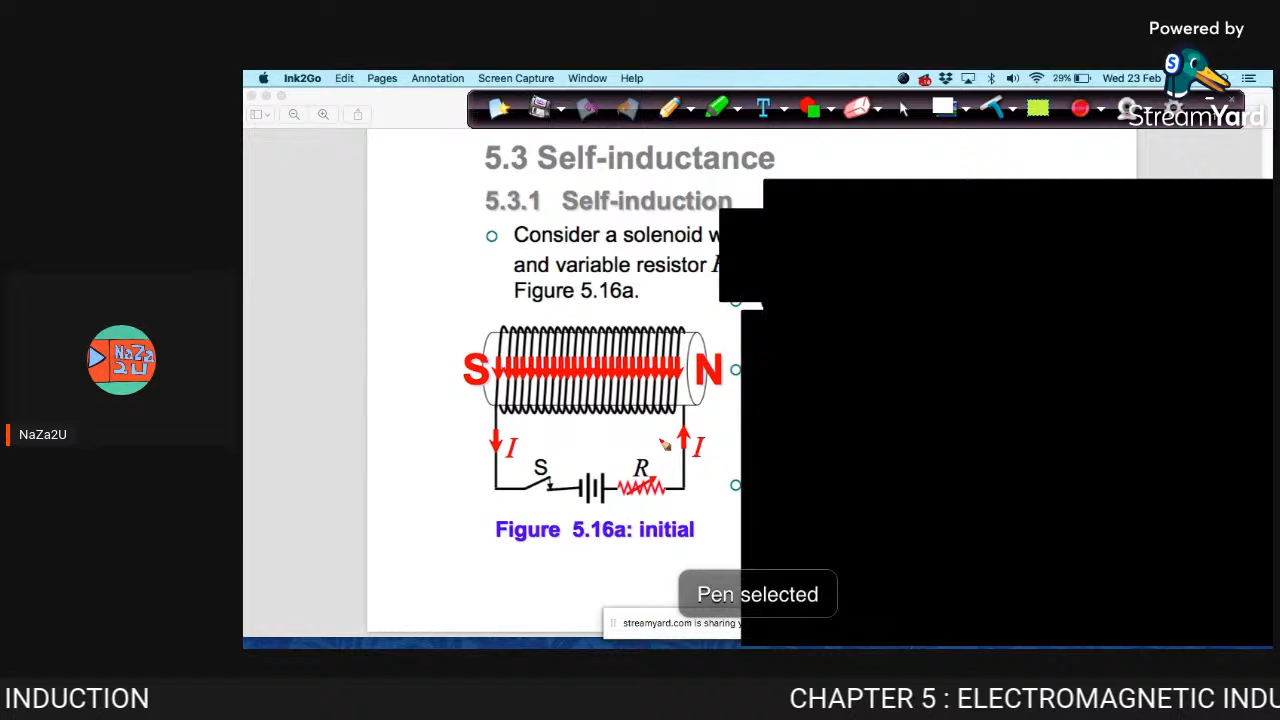 Powered by
StreamYard
Ink2Go Edit Pages Annotation Screen Capture Window Help 29% Wed 23 Feb
T
5.3 Self-inductance
5.3.1 Self-induction
Consider a solenoid
and variable resistor
Figure 5.16a.
S N
I I
S R
Figure 5.16a: initial
Pen selected
streamyard.com is sharing
NaZa
2U
NaZa2U
INDUCTION CHAPTER 5 : ELECTROMAGNETIC